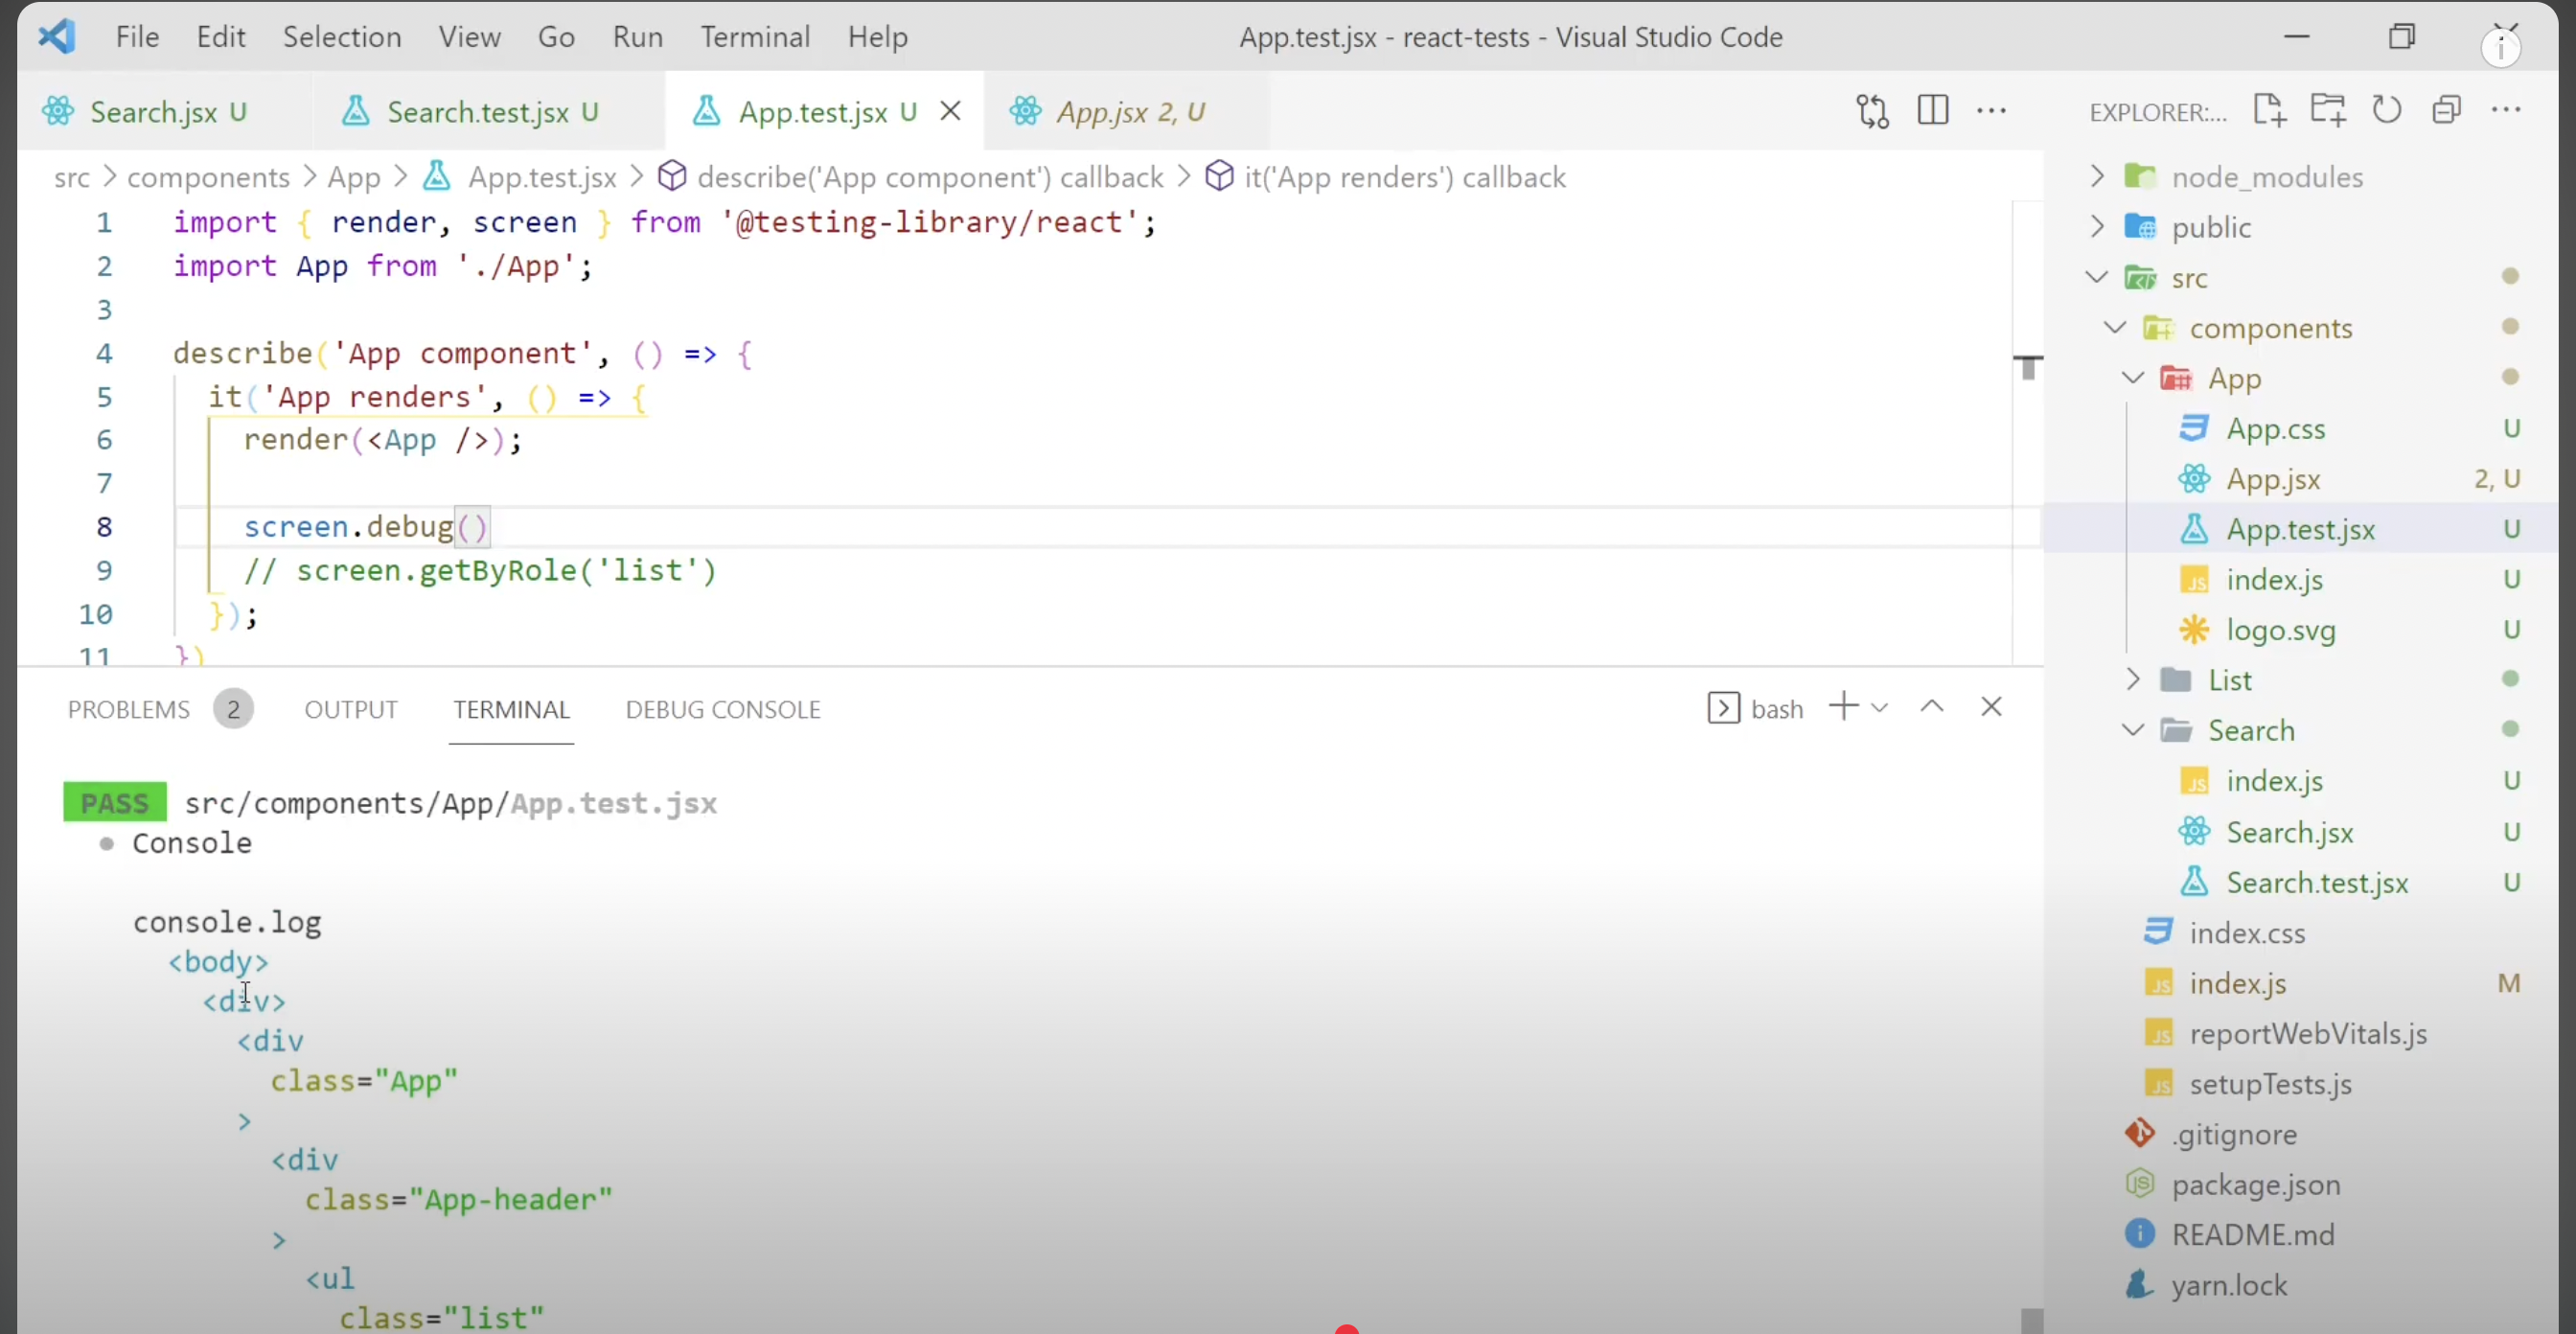 File Edit Selection View Go Run Terminal Help App.test.jsx - react-tests - Visual Studio Code
Search.jsx U Search.test.jsx U App.test.jsx U App.jsx 2, U
src > components > App > App.test.jsx > describe('App component') callback > it('App renders') callback
1 import { render, screen } from '@testing-library/react';
2 import App from './App';
3
4 describe('App component', () => {
5 it('App renders', () => {
6 render(<App />);
7
8 screen.debug()
9 // screen.getByRole('list')
10 });
11 })
PROBLEMS 2 OUTPUT TERMINAL DEBUG CONSOLE bash
PASS src/components/App/App.test.jsx
● Console
console.log
<body>
<div>
<div
class="App"
>
<div
class="App-header"
>
<ul
class="list"
EXPLORER:...
node_modules
public
src
components
App
App.css U
App.jsx 2, U
App.test.jsx U
index.js U
logo.svg U
List
Search
index.js U
Search.jsx U
Search.test.jsx U
index.css
index.js M
reportWebVitals.js
setupTests.js
.gitignore
package.json
README.md
yarn.lock